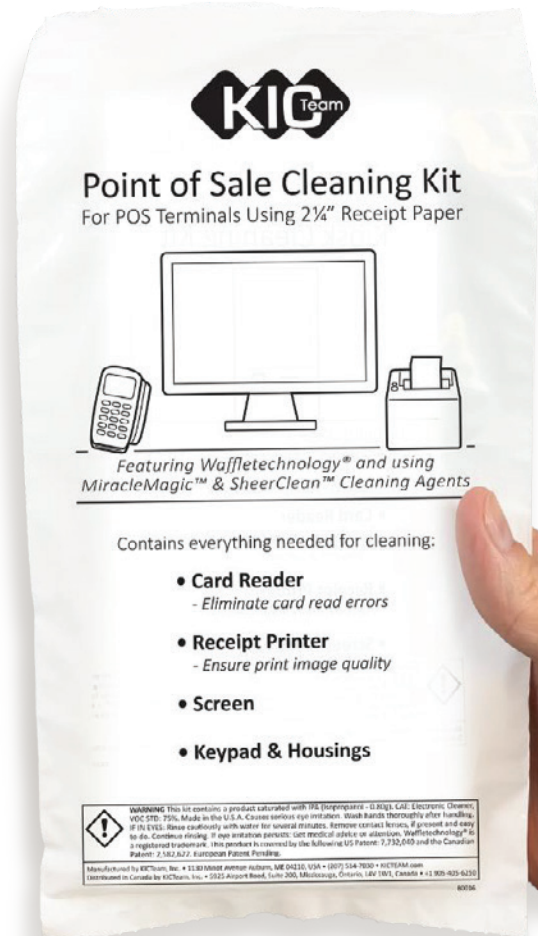 KIC Team
Point of Sale Cleaning Kit
For POS Terminals Using 2¼" Receipt Paper
8
Featuring Waffletechnology® and using
MiracleMagic™ & SheerClean™ Cleaning Agents
Contains everything needed for cleaning:
• Card Reader
- Eliminate card read errors
• Receipt Printer
- Ensure print image quality
• Screen
• Keypad & Housings
WARNING This kit contains a product saturated with IPA (Isopropanol - 0.80g). CAT: Electronic Cleaner,
VOC STD: 75%. Made in the U.S.A. Causes serious eye irritation. Wash hands thoroughly after handling.
IF IN EYES: Rinse cautiously with water for several minutes. Remove contact lenses, if present and easy
to do. Continue rinsing. If eye irritation persists: Get medical advice or attention. Waffletechnology® is
a registered trademark. This product is covered by the following US Patent: 7,732,040 and the Canadian
Patent: 2,582,622. European Patent Pending.
Manufactured by KICTeam, Inc. • 1130 Minot Avenue Auburn, ME 04210, USA • (207) 514-7030 • KICTEAM.com
Distributed in Canada by KICTeam, Inc. • 5925 Airport Road, Suite 200, Mississauga, Ontario, L4V 1W1, Canada • +1 905-405-6250